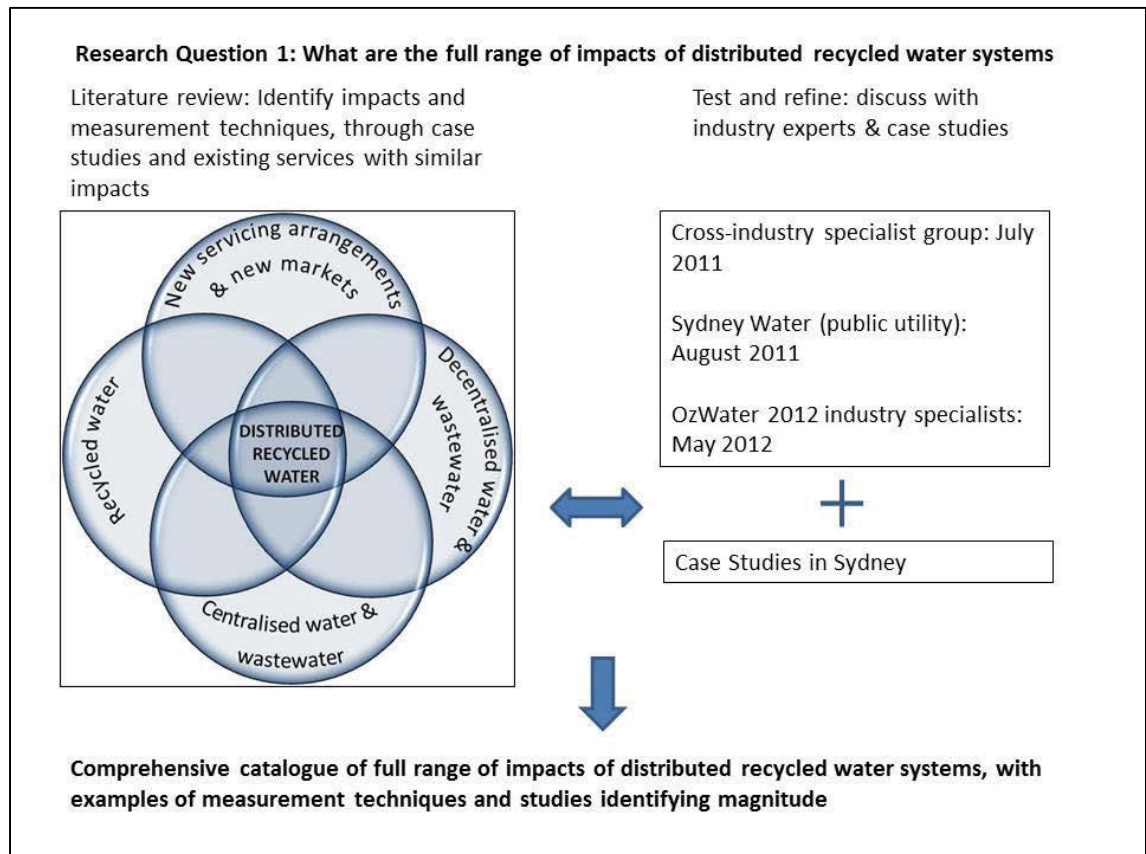 Research Question 1: What are the full range of impacts of distributed recycled water systems
Literature review: Identify impacts and
measurement techniques, through case
studies and existing services with similar
impacts
Test and refine: discuss with
industry experts & case studies
New servicing arrangements
& new markets
Recycled water
Decentralised water &
wastewater
DISTRIBUTED
RECYCLED
WATER
Centralised water &
wastewater
Cross-industry specialist group: July
2011
Sydney Water (public utility):
August 2011
OzWater 2012 industry specialists:
May 2012
Case Studies in Sydney
Comprehensive catalogue of full range of impacts of distributed recycled water systems, with
examples of measurement techniques and studies identifying magnitude